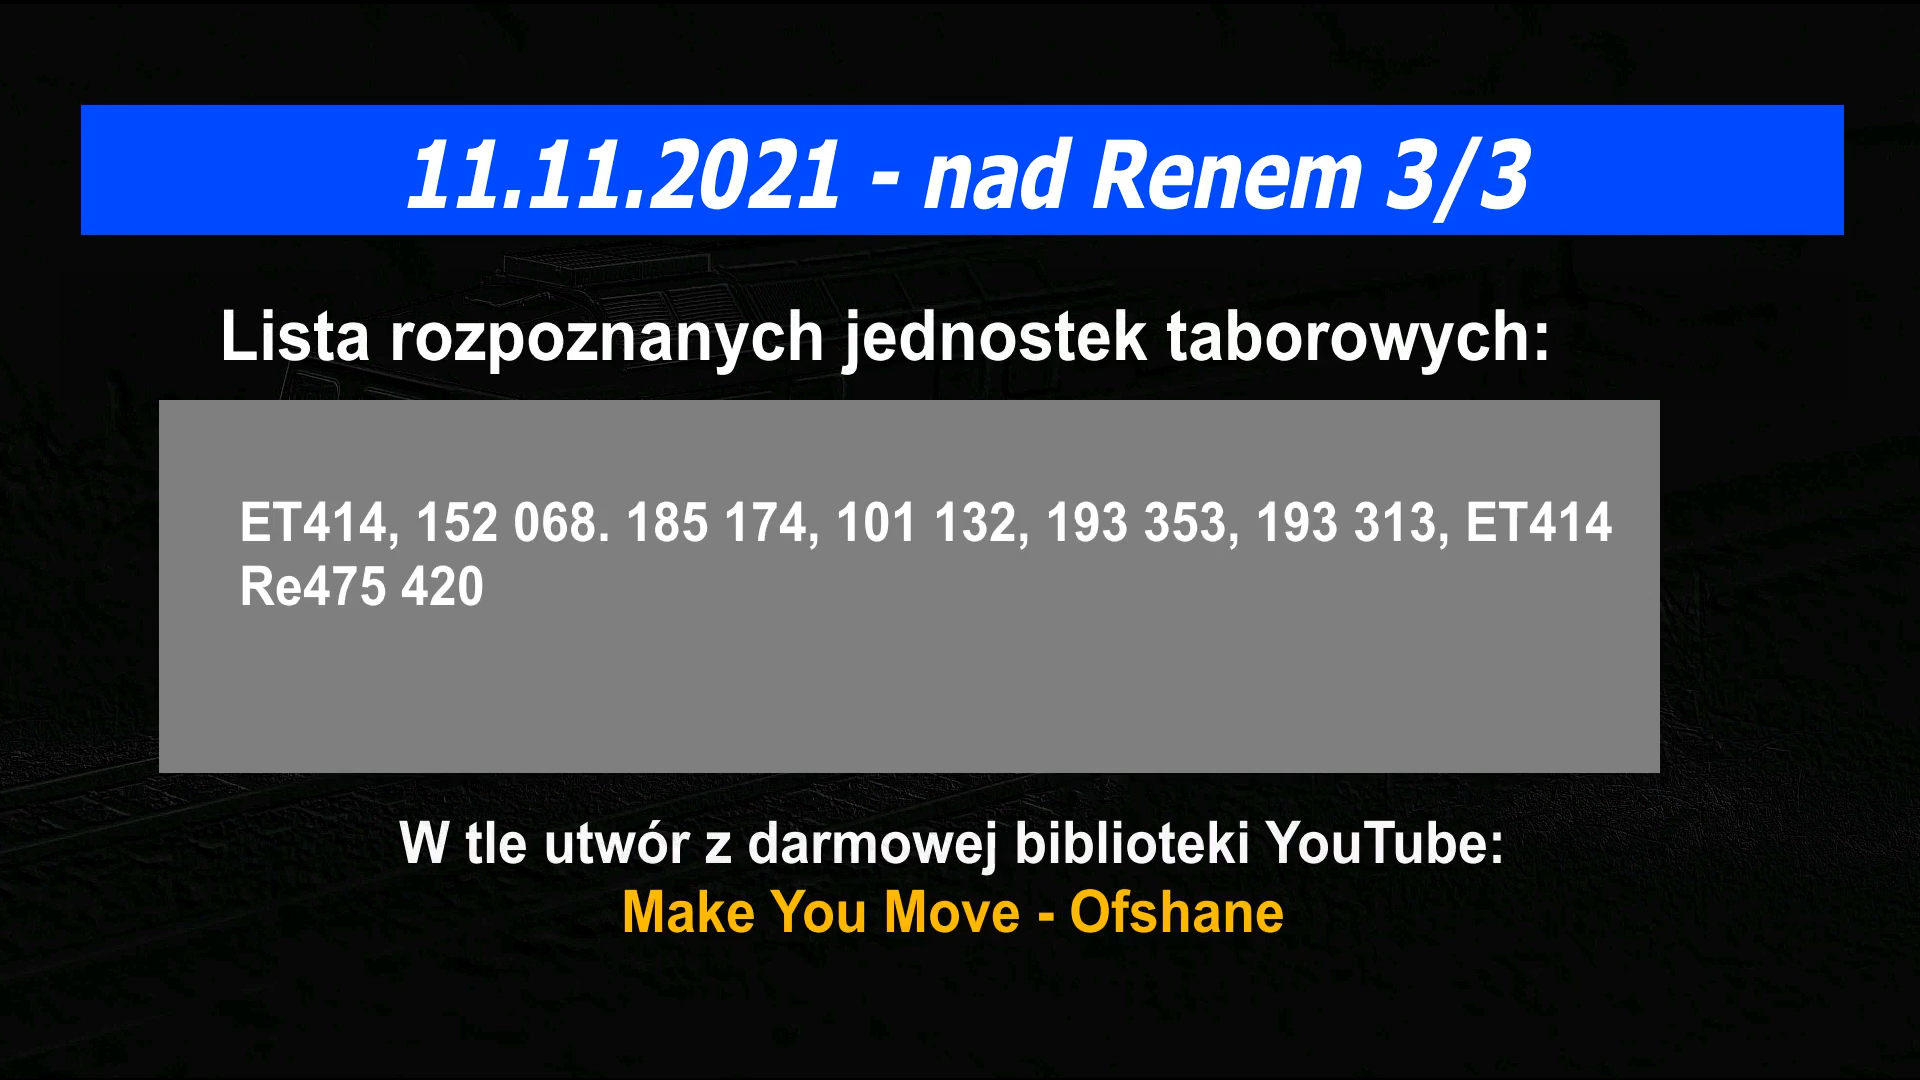 11.11.2021 - nad Renem 3/3
Lista rozpoznanych jednostek taborowych:
ET414, 152 068. 185 174, 101 132, 193 353, 193 313, ET414
Re475 420
W tle utwór z darmowej biblioteki YouTube:
Make You Move - Ofshane